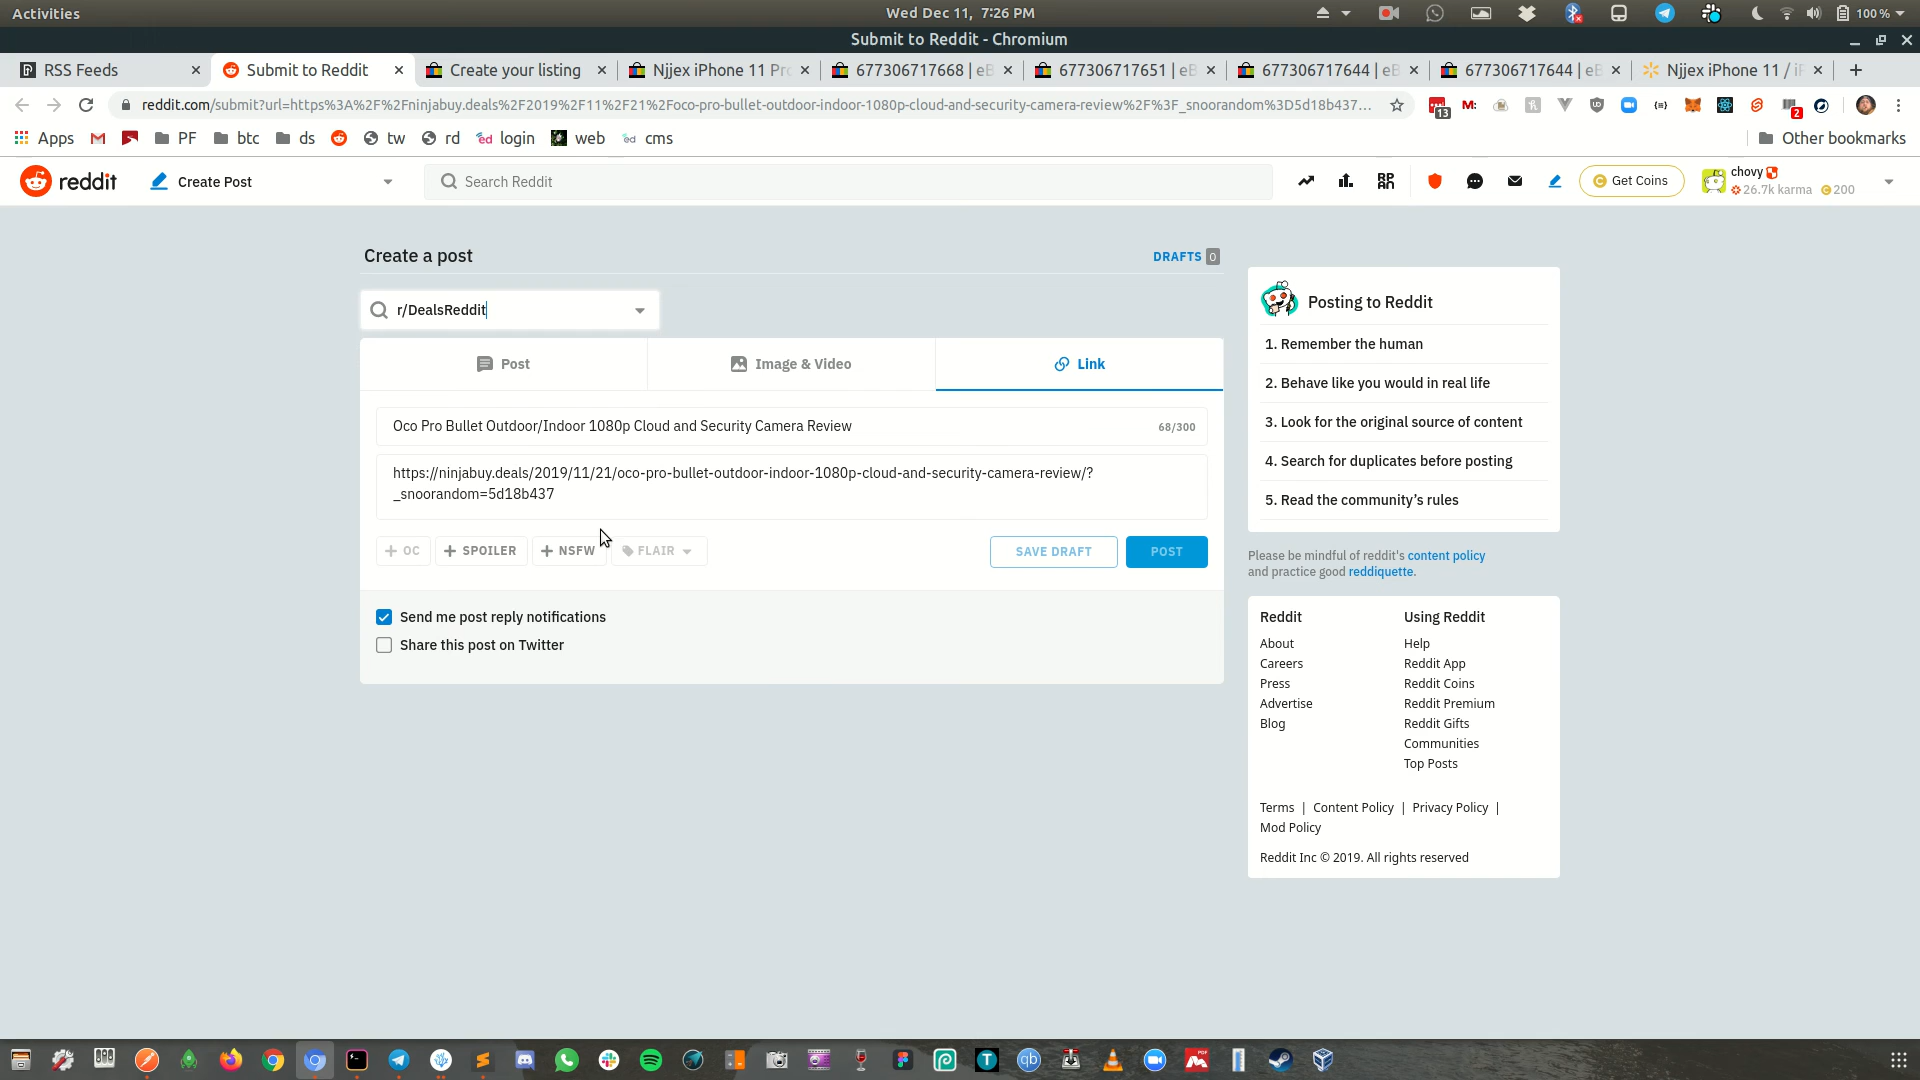 Activities
Wed Dec 11, 7:26 PM
100 %
Submit to Reddit - Chromium
RSS Feeds
Submit to Reddit
Create your listing
Njjex iPhone 11 Pro
677306717668 | eB
677306717651 | eB
677306717644 | eB
677306717644 | eB
Njjex iPhone 11 / iP
reddit.com/submit?url=https%3A%2F%2Fninjabuy.deals%2F2019%2F11%2F21%2Foco-pro-bullet-outdoor-indoor-1080p-cloud-and-security-camera-review%2F%3F_snoorandom%3D5d18b437...
13
M:
2
Apps
PF
btc
ds
tw
rd
ed login
web
ed cms
Other bookmarks
reddit
Create Post
Search Reddit
Get Coins
chovy
26.7k karma
200
Create a post
DRAFTS 0
r/DealsReddit
Post
Image & Video
Link
Oco Pro Bullet Outdoor/Indoor 1080p Cloud and Security Camera Review
68/300
https://ninjabuy.deals/2019/11/21/oco-pro-bullet-outdoor-indoor-1080p-cloud-and-security-camera-review/?
_snoorandom=5d18b437
OC
SPOILER
NSFW
FLAIR
SAVE DRAFT
POST
Send me post reply notifications
Share this post on Twitter
Posting to Reddit
1. Remember the human
2. Behave like you would in real life
3. Look for the original source of content
4. Search for duplicates before posting
5. Read the community's rules
Please be mindful of reddit's content policy
and practice good reddiquette.
Reddit
Using Reddit
About
Help
Careers
Reddit App
Press
Reddit Coins
Advertise
Reddit Premium
Blog
Reddit Gifts
Communities
Top Posts
Terms | Content Policy | Privacy Policy |
Mod Policy
Reddit Inc © 2019. All rights reserved